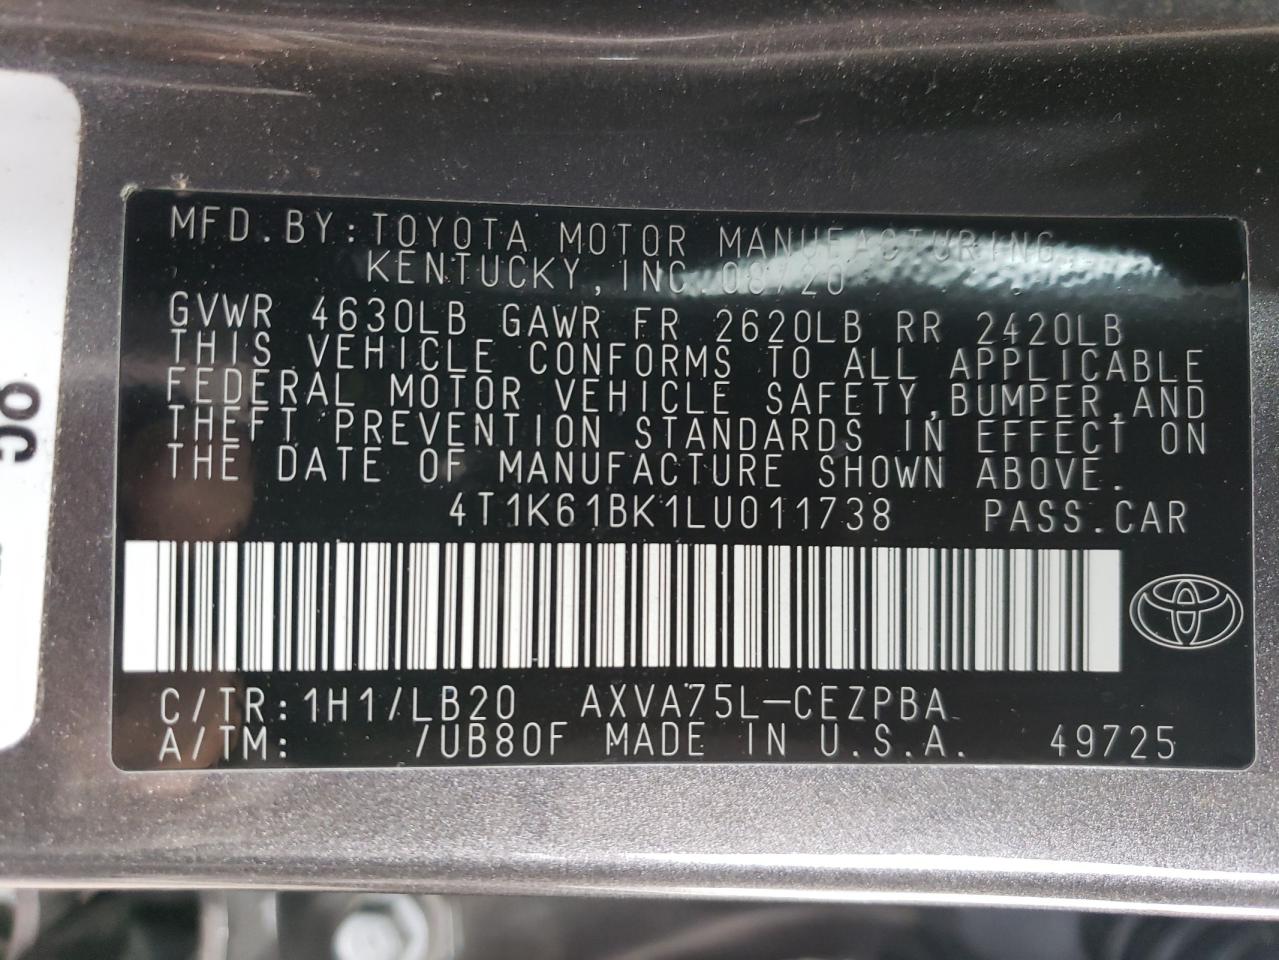 MFD.BY:TOYOTA MOTOR MANUFACTURING
KENTUCKY,INC 08/20
GVWR 4630LB GAWR FR 2620LB RR 2420LB
THIS VEHICLE CONFORMS TO ALL APPLICABLE
FEDERAL MOTOR VEHICLE SAFETY,BUMPER,AND
THEFT PREVENTION STANDARDS IN EFFECT ON
THE DATE OF MANUFACTURE SHOWN ABOVE.
4T1K61BK1LU011738 PASS.CAR
C/TR:1H1/LB20 AXVA75L-CEZPBA
A/TM: /UB80F MADE IN U.S.A. 49725